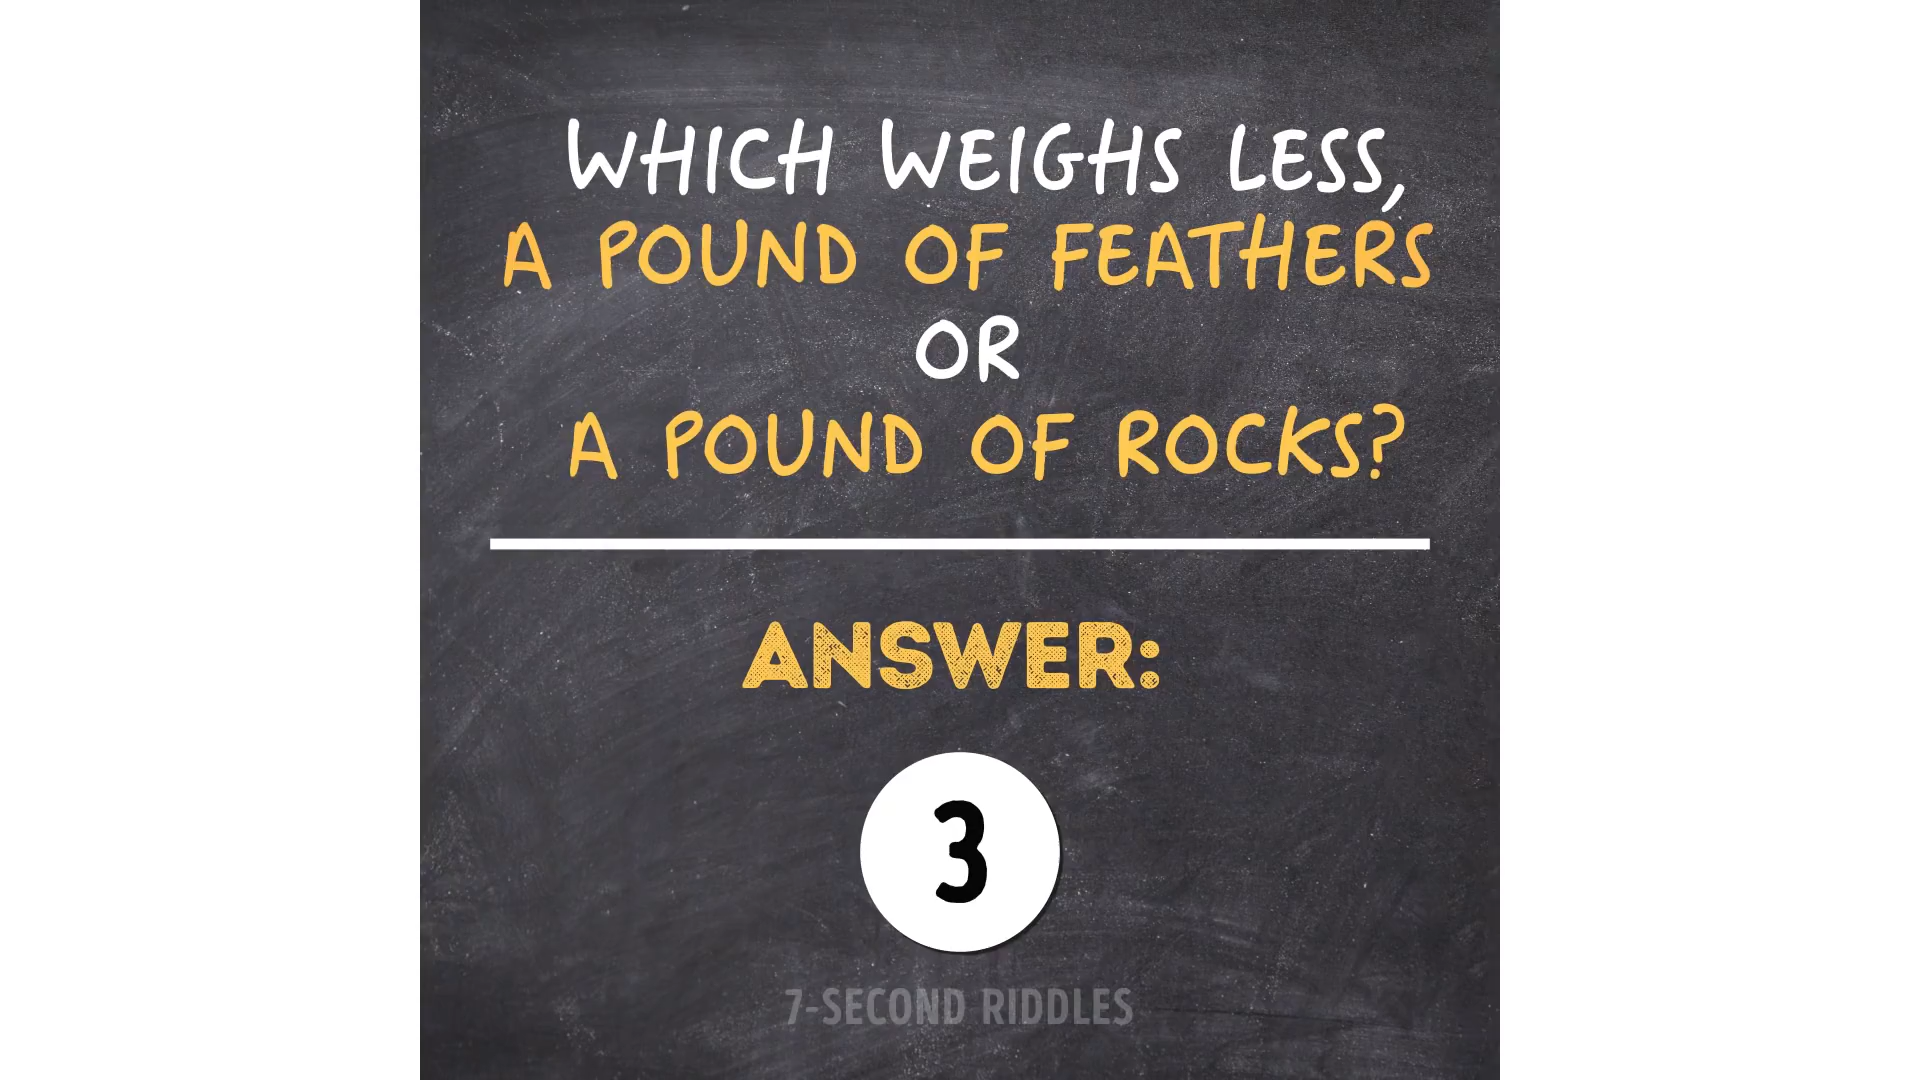 WHICH WEIGHS LESS,
A POUND OF FEATHERS
OR
A POUND OF ROCKS?
ANSWER:
3
7-SECOND RIDDLES